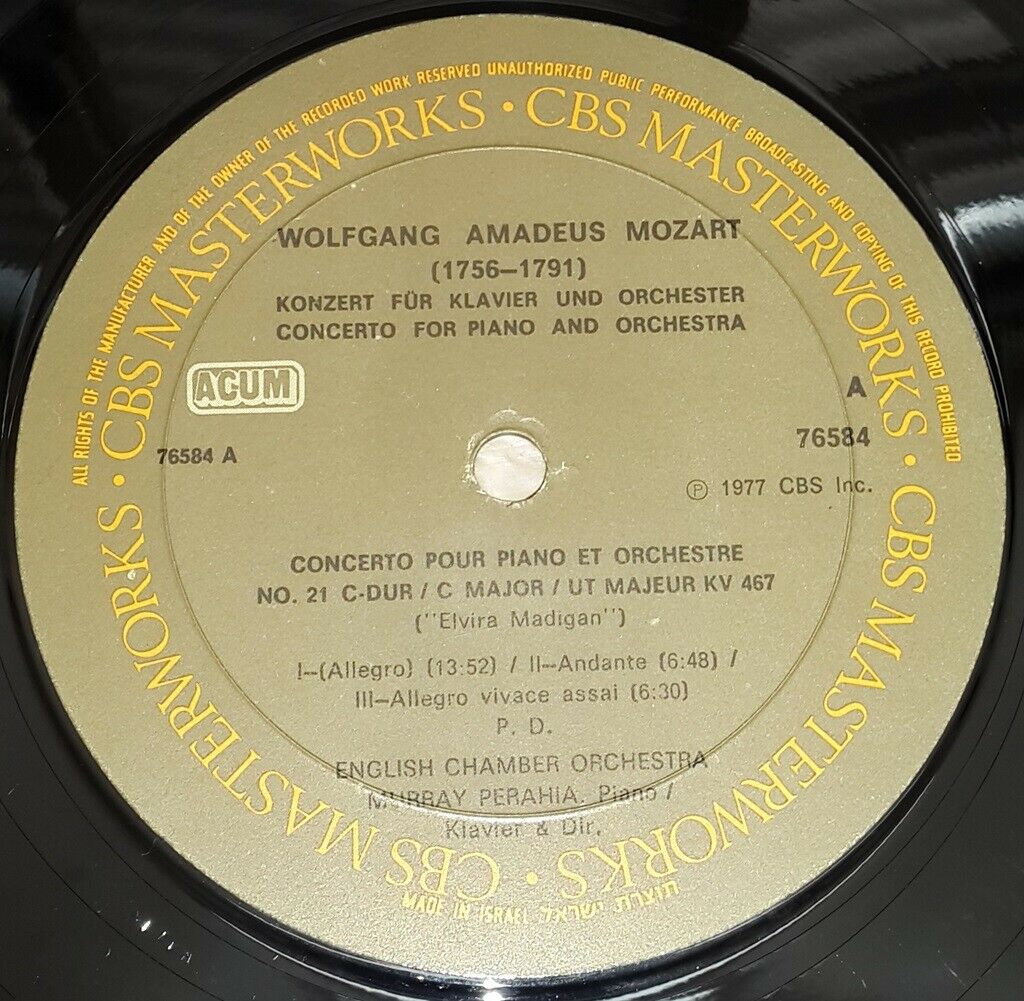 ALL RIGHTS OF THE MANUFACTURER AND OF THE OWNER OF THE RECORDED WORK RESERVED UNAUTHORIZED PUBLIC PERFORMANCE BROADCASTING AND COPYING OF THIS RECORD PROHIBITED
CBS MASTERWORKS · CBS MASTERWORKS · CBS MASTERWORKS · CBS MASTERWORKS ·
WOLFGANG AMADEUS MOZART
(1756–1791)
KONZERT FÜR KLAVIER UND ORCHESTER
CONCERTO FOR PIANO AND ORCHESTRA
ACUM
A
76584 A
76584
℗ 1977 CBS Inc.
CONCERTO POUR PIANO ET ORCHESTRE
NO. 21 C-DUR / C MAJOR / UT MAJEUR KV 467
(''Elvira Madigan'')
I–(Allegro) (13:52) / II–Andante (6:48) /
III–Allegro vivace assai (6:30)
P. D.
ENGLISH CHAMBER ORCHESTRA
MURRAY PERAHIA, Piano /
Klavier & Dir.
MADE IN ISRAEL תוצרת ישראל